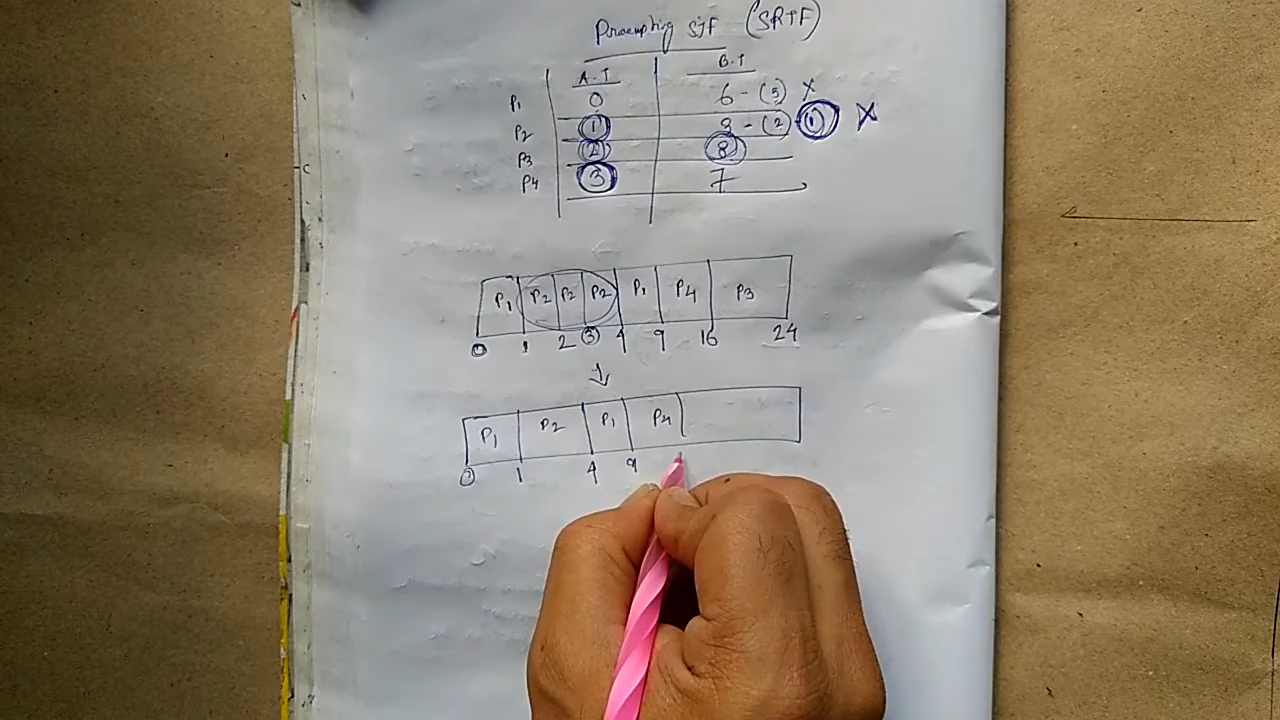 Preempting SJF (SRTF)
A.T B.T
P1 0 6 - (5) X
P2 1 3 - (2) 1 X
P3 2 8
P4 3 7
P1 P2 P2 P2 P1 P4 P3
0 1 2 3 4 9 16 24
P1 P2 P1 P4
0 1 4 9